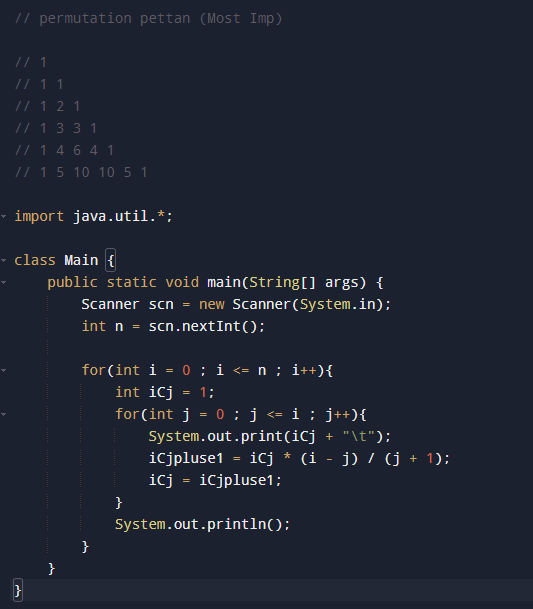 // permutation pettan (Most Imp)
// 1
// 1 1
// 1 2 1
// 1 3 3 1
// 1 4 6 4 1
// 1 5 10 10 5 1
import java.util.*;
class Main {
public static void main(String[] args) {
Scanner scn = new Scanner(System.in);
int n = scn.nextInt();
for(int i = 0 ; i <= n ; i++){
int iCj = 1;
for(int j = 0 ; j <= i ; j++){
System.out.print(iCj + "\t");
iCjpluse1 = iCj * (i - j) / (j + 1);
iCj = iCjpluse1;
}
System.out.println();
}
}
}